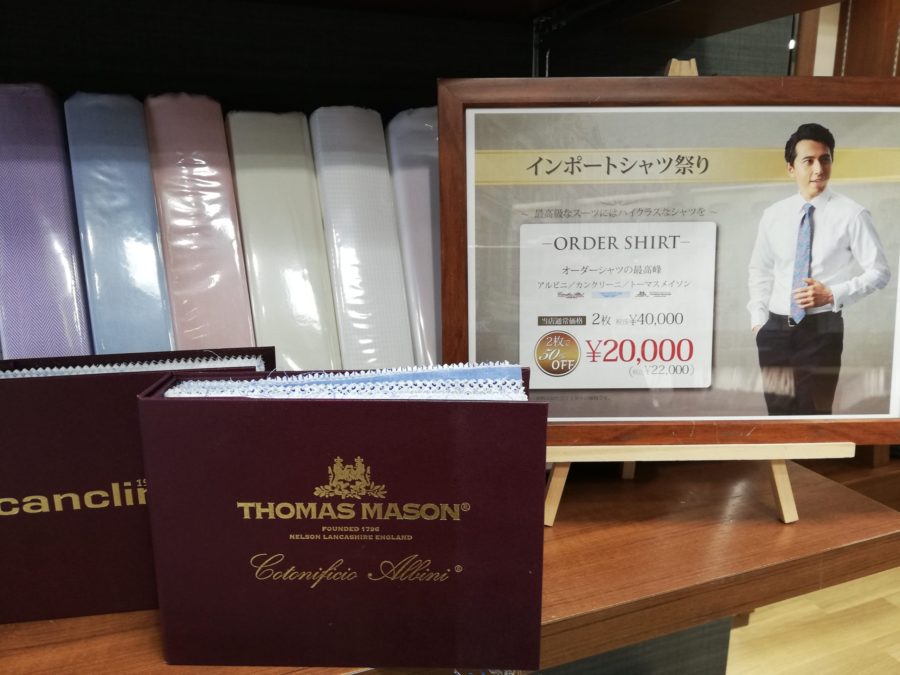 インポートシャツ祭り
～ 最高級なスーツにはハイクラスなシャツを ～
–ORDER SHIRT–
オーダーシャツの最高峰
アルビニ／カンクリーニ／トーマスメイソン
当店通常価格 2枚 税抜¥40,000
2枚で
50%
OFF
¥20,000
(税込¥22,000)
canclin
THOMAS MASON®
FOUNDED 1796
NELSON LANCASHIRE ENGLAND
Cotonificio Albini®